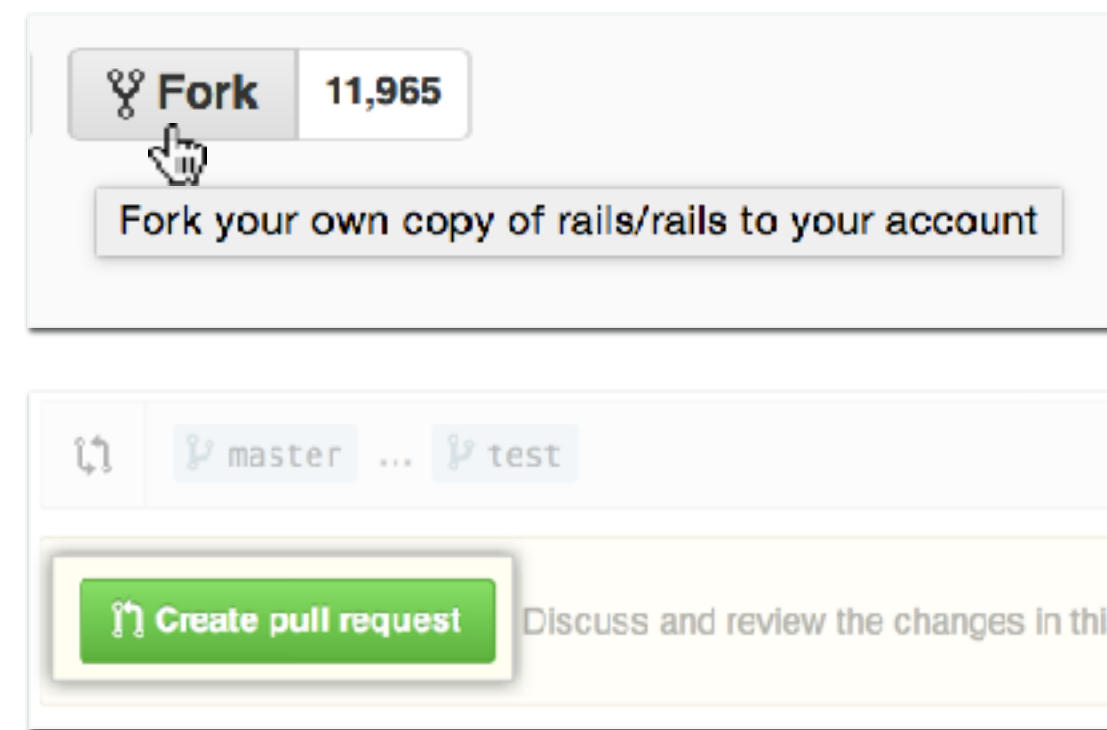 Fork 11,965
Fork your own copy of rails/rails to your account
master ... test
Create pull request Discuss and review the changes in thi